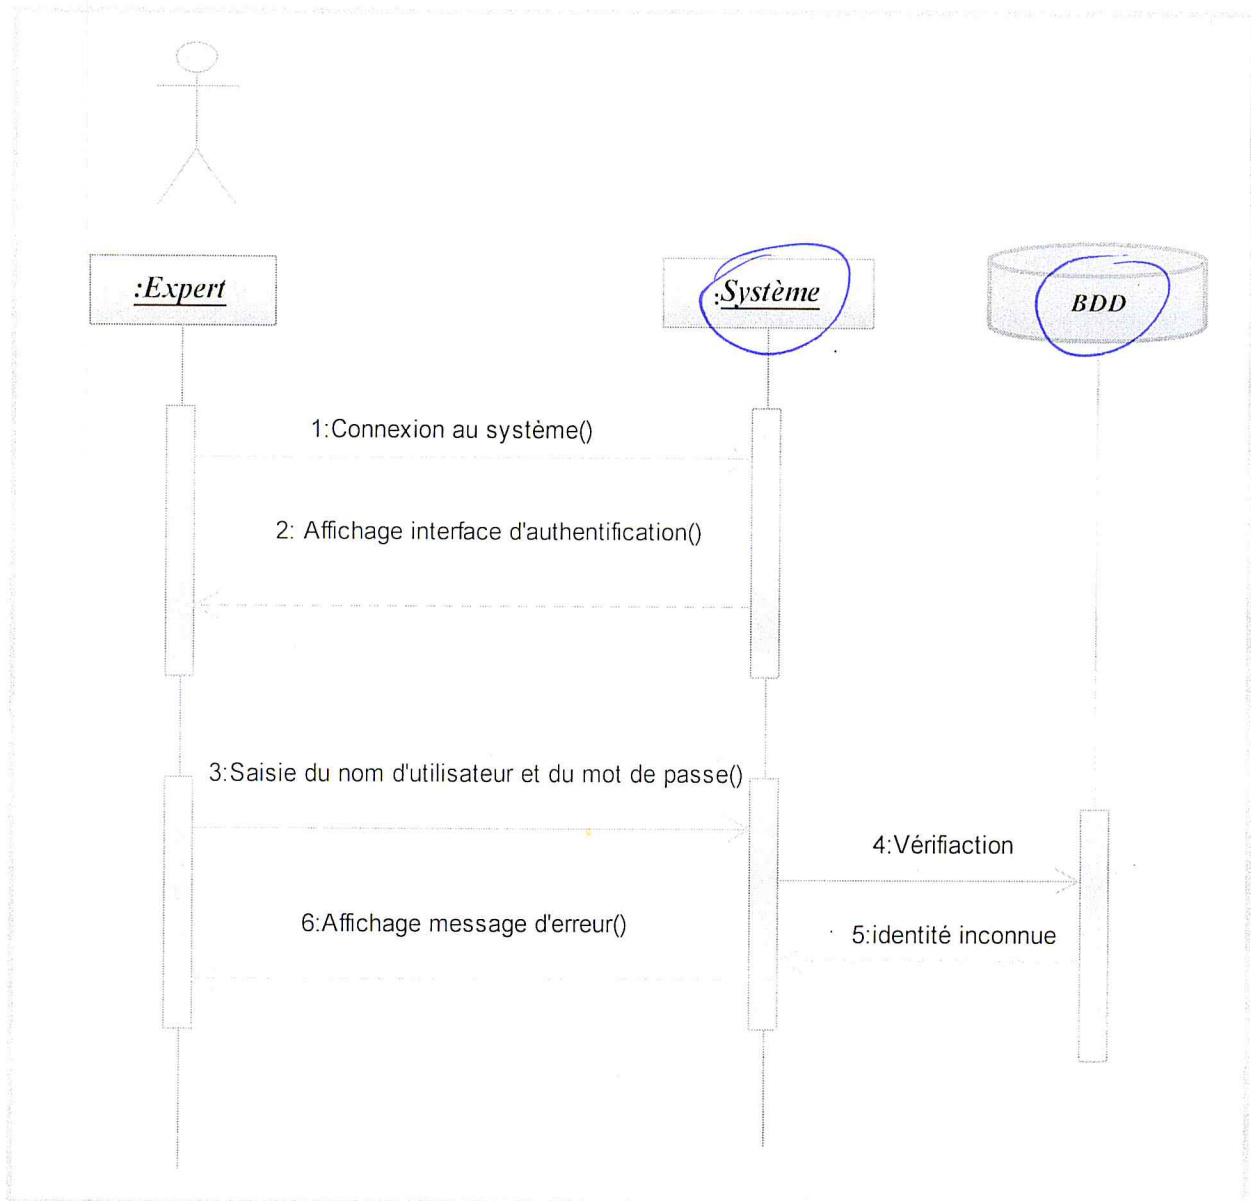 :Expert
:Système
BDD
1:Connexion au système()
2: Affichage interface d'authentification()
3:Saisie du nom d'utilisateur et du mot de passe()
4:Vérifiaction
6:Affichage message d'erreur()
5:identité inconnue